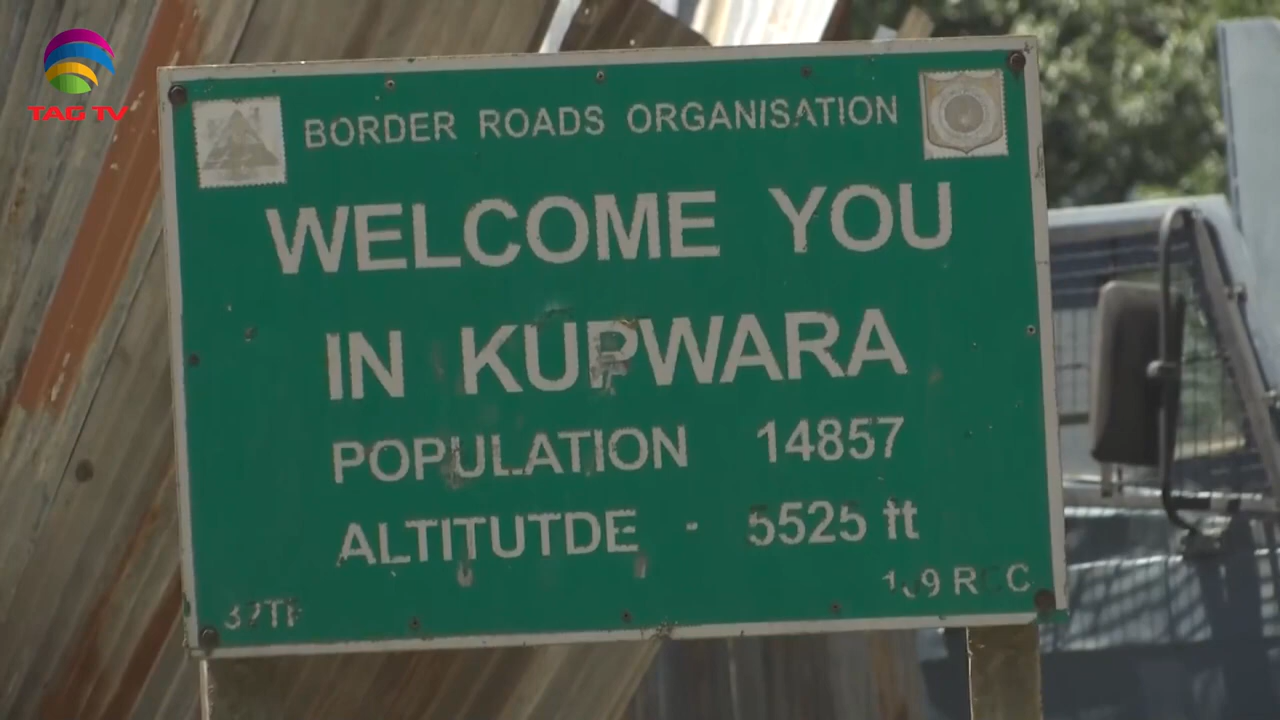 TAG TV
BORDER ROADS ORGANISATION
WELCOME YOU
IN KUPWARA
POPULATION 14857
ALTITUTDE - 5525 ft